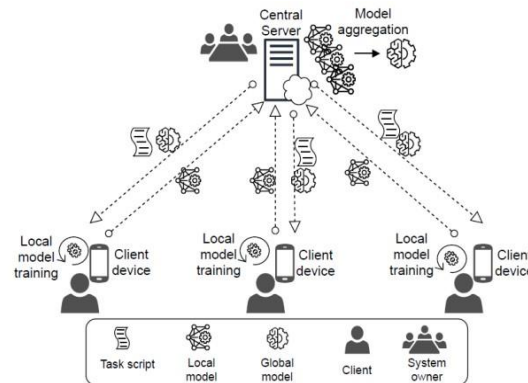 Central
Server
Model
aggregation
Local
model
training
Client
device
Local
model
training
Client
device
Local
model
training
Client
device
Task script
Local
model
Global
model
Client
System
owner